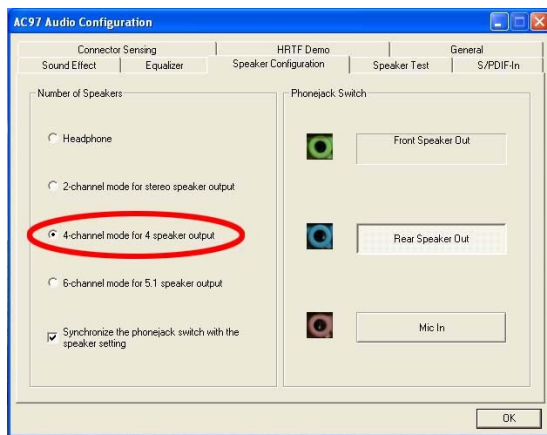 AC97 Audio Configuration
Connector Sensing
HRTF Demo
General
Sound Effect
Equalizer
Speaker Configuration
Speaker Test
S/PDIF-In
Number of Speakers
Headphone
2-channel mode for stereo speaker output
4-channel mode for 4 speaker output
6-channel mode for 5.1 speaker output
Synchronize the phonejack switch with the
speaker setting
Phonejack Switch
Front Speaker Out
Rear Speaker Out
Mic In
OK